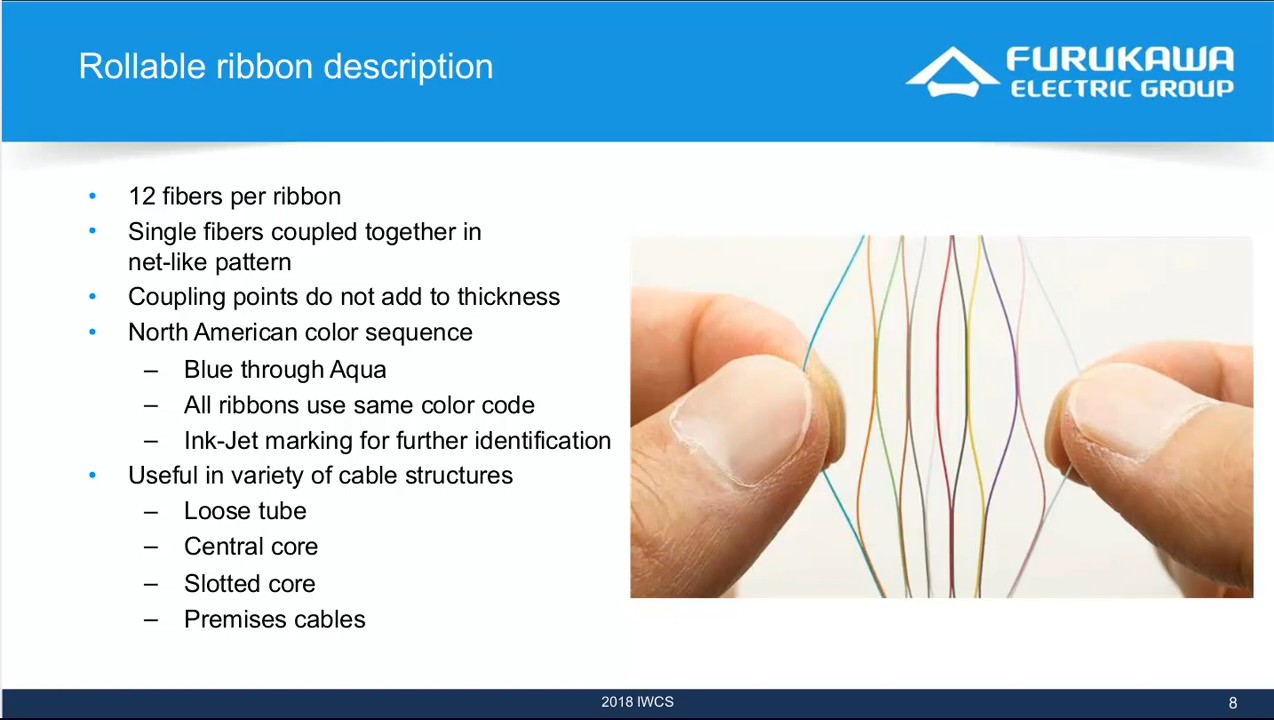 Rollable ribbon description
FURUKAWA
ELECTRIC GROUP
• 12 fibers per ribbon
• Single fibers coupled together in
net-like pattern
• Coupling points do not add to thickness
• North American color sequence
– Blue through Aqua
– All ribbons use same color code
– Ink-Jet marking for further identification
• Useful in variety of cable structures
– Loose tube
– Central core
– Slotted core
– Premises cables
2018 IWCS
8